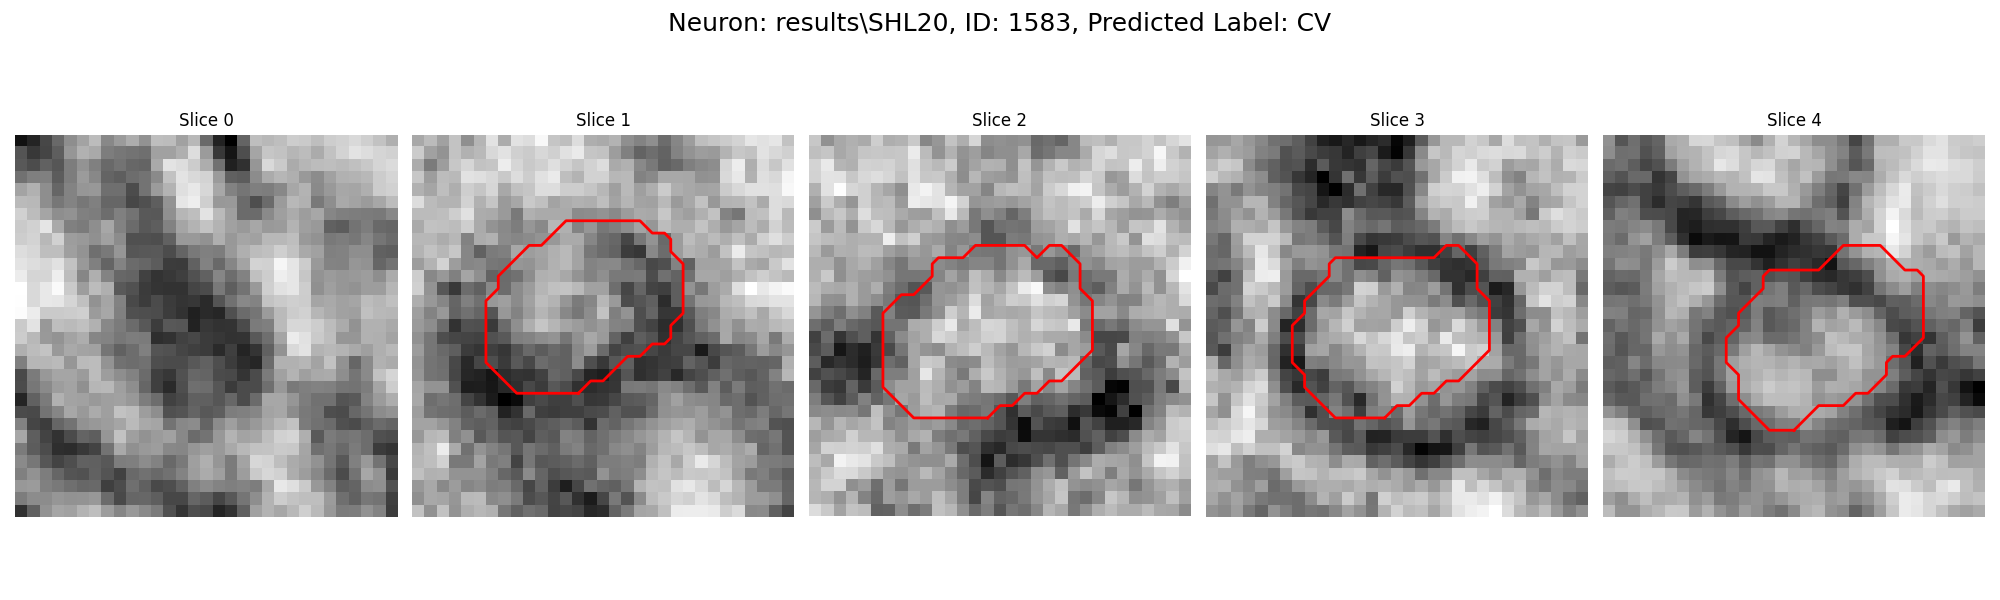 Neuron: results\SHL20, ID: 1583, Predicted Label: CV
Slice 0
Slice 1
Slice 2
Slice 3
Slice 4